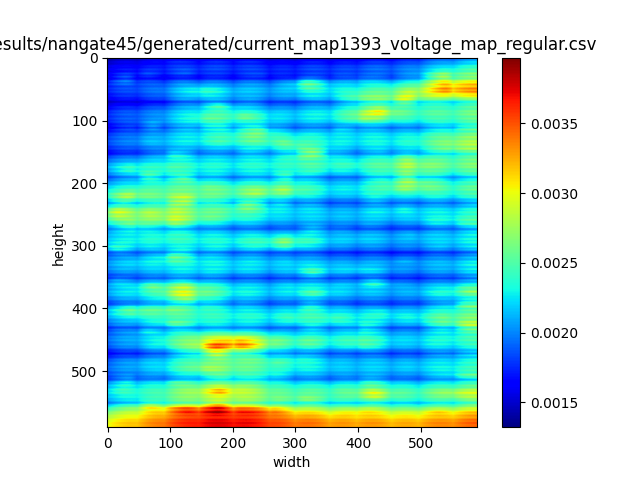 esults/nangate45/generated/current_map1393_voltage_map_regular.csv
0
100
200
300
400
500
height
0 100 200 300 400 500
width
0.0035
0.0030
0.0025
0.0020
0.0015